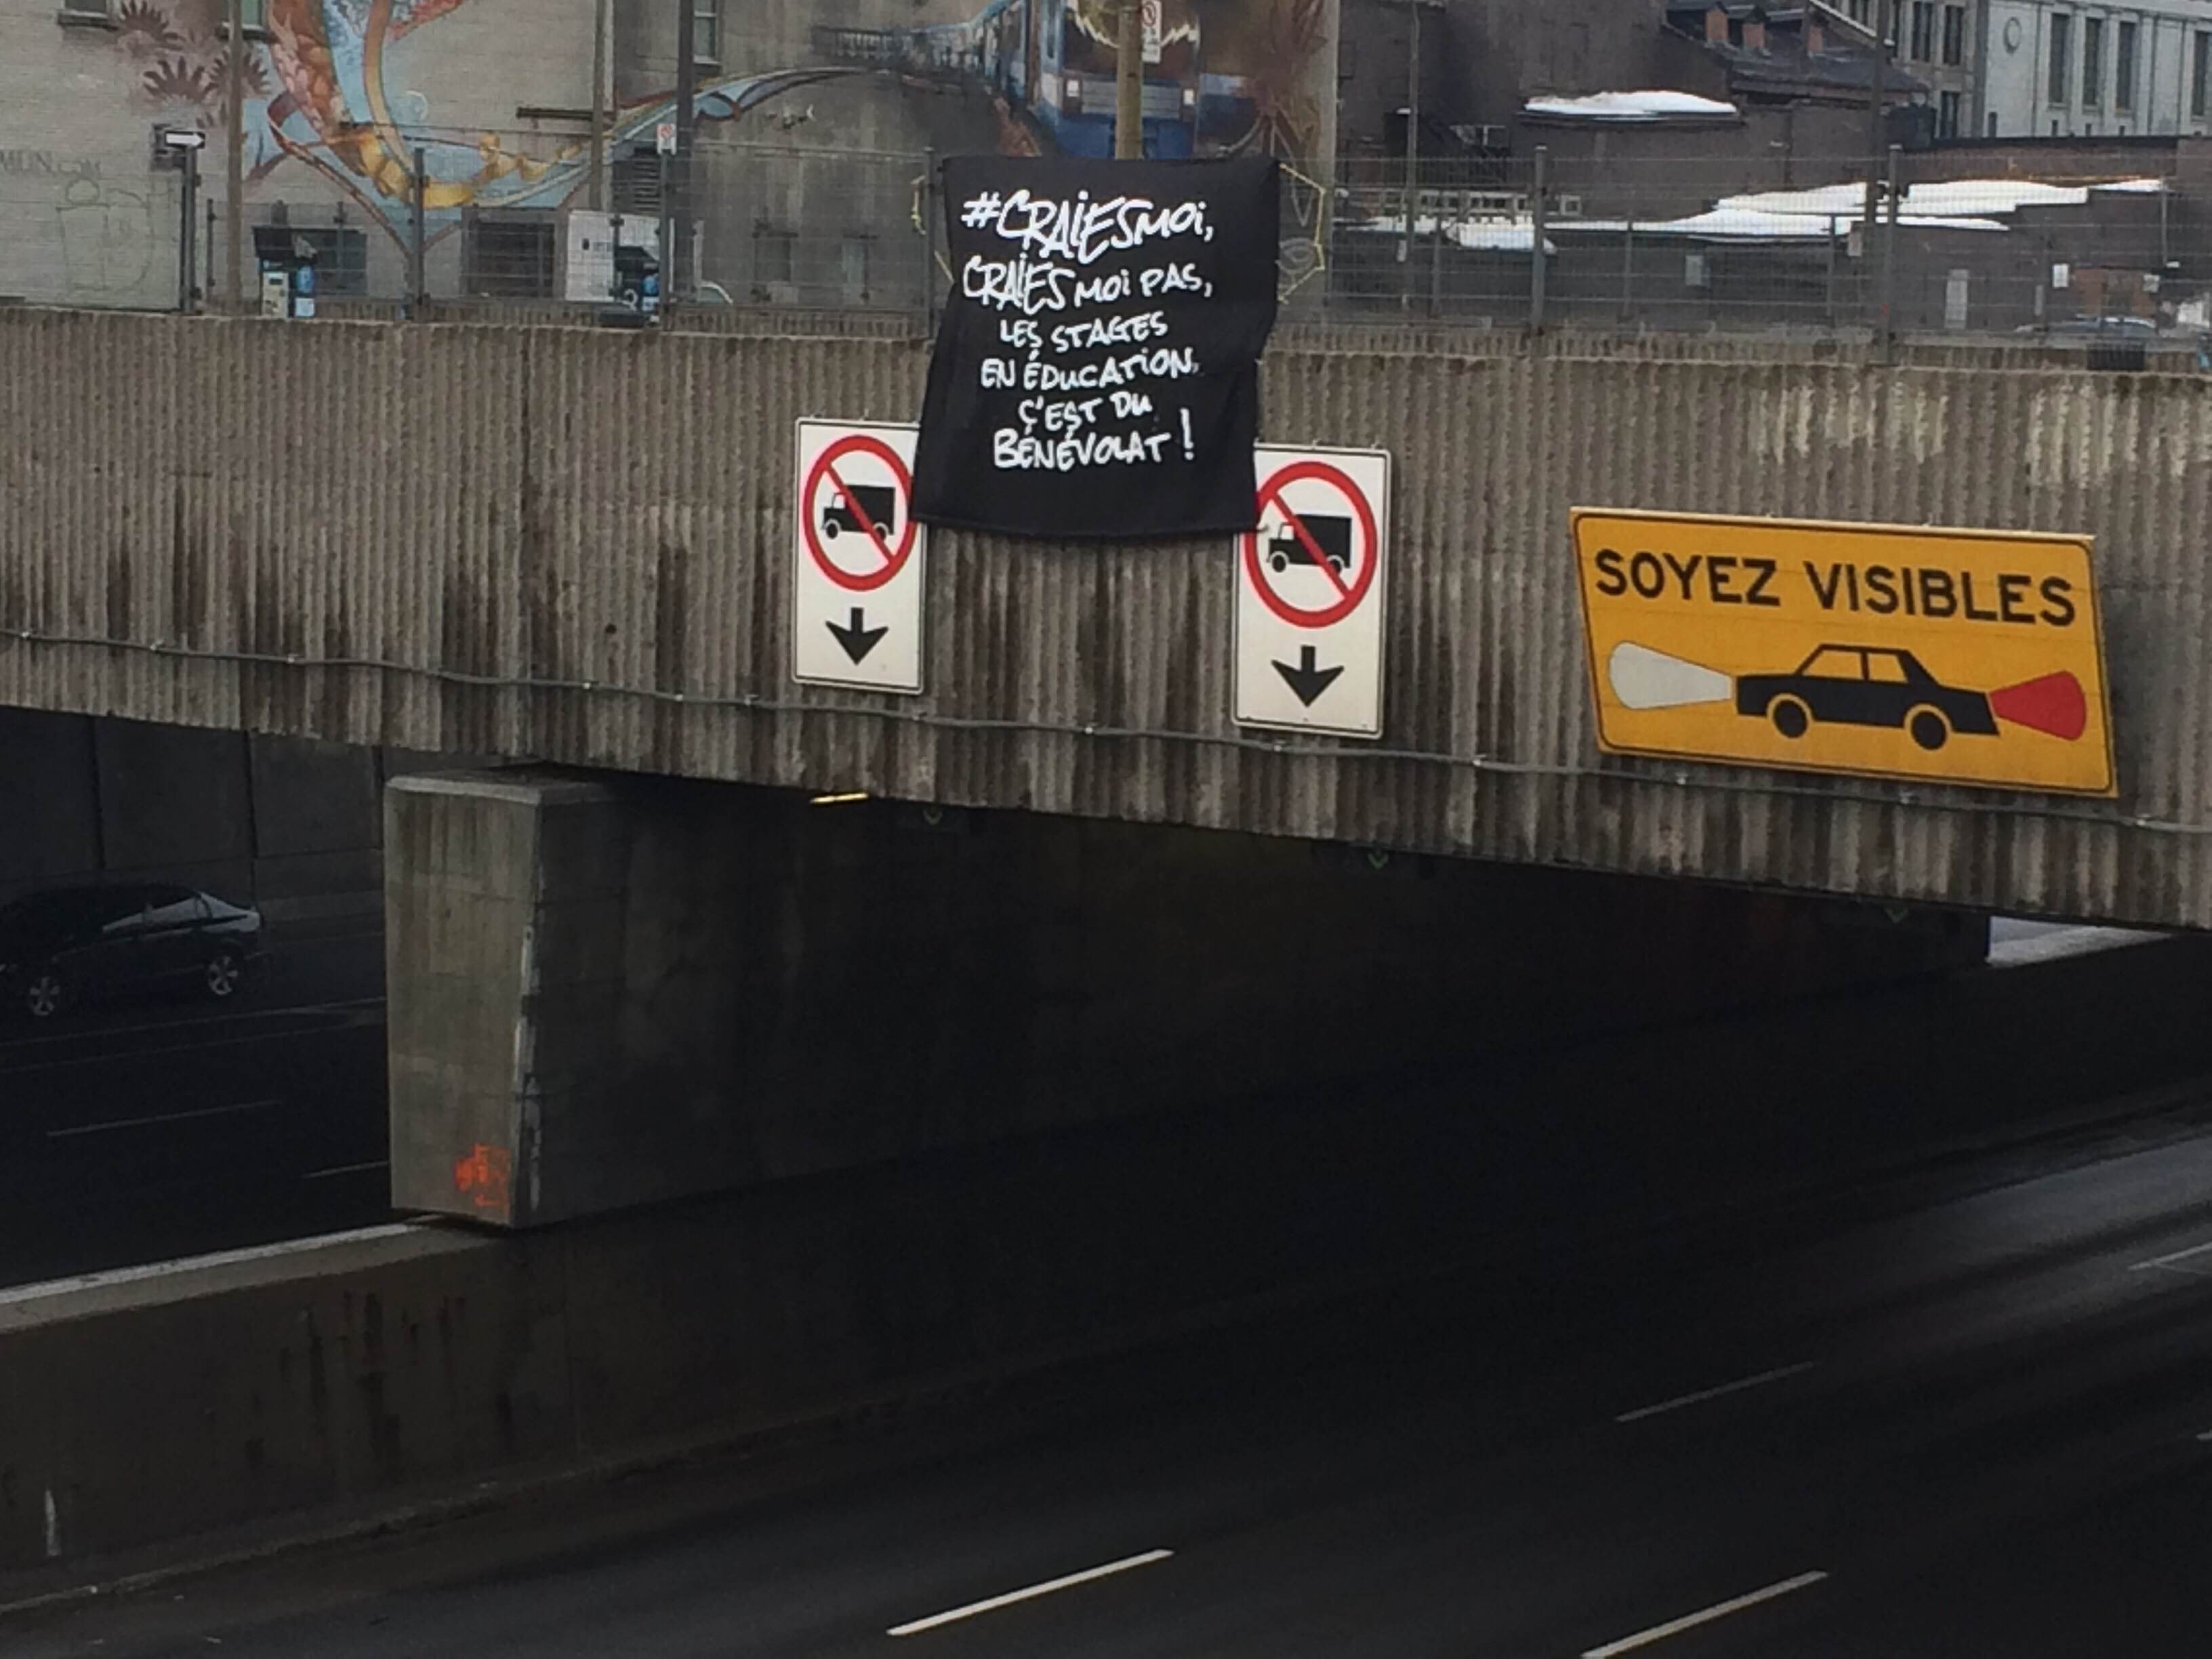 #CRAiESMOi,
CRAiES MOi PAS,
LES STAGES
EN ÉDUCATiON,
C'EST DU
BÉNÉVOLAT !
SOYEZ VISIBLES